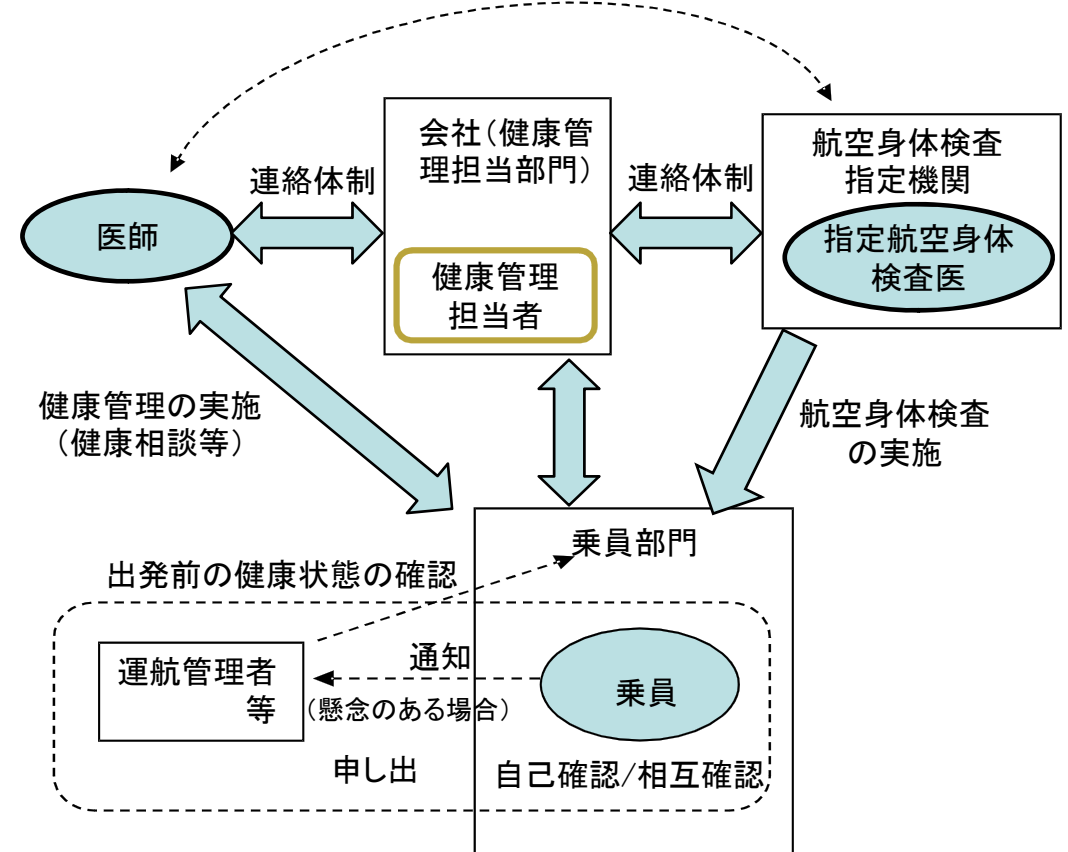 会社（健康管
理担当部門）
航空身体検査
指定機関
連絡体制
連絡体制
医師
指定航空身体
検査医
健康管理
担当者
健康管理の実施
（健康相談等）
航空身体検査
の実施
乗員部門
出発前の健康状態の確認
通知
運航管理者
等
（懸念のある場合）
乗員
申し出
自己確認/相互確認